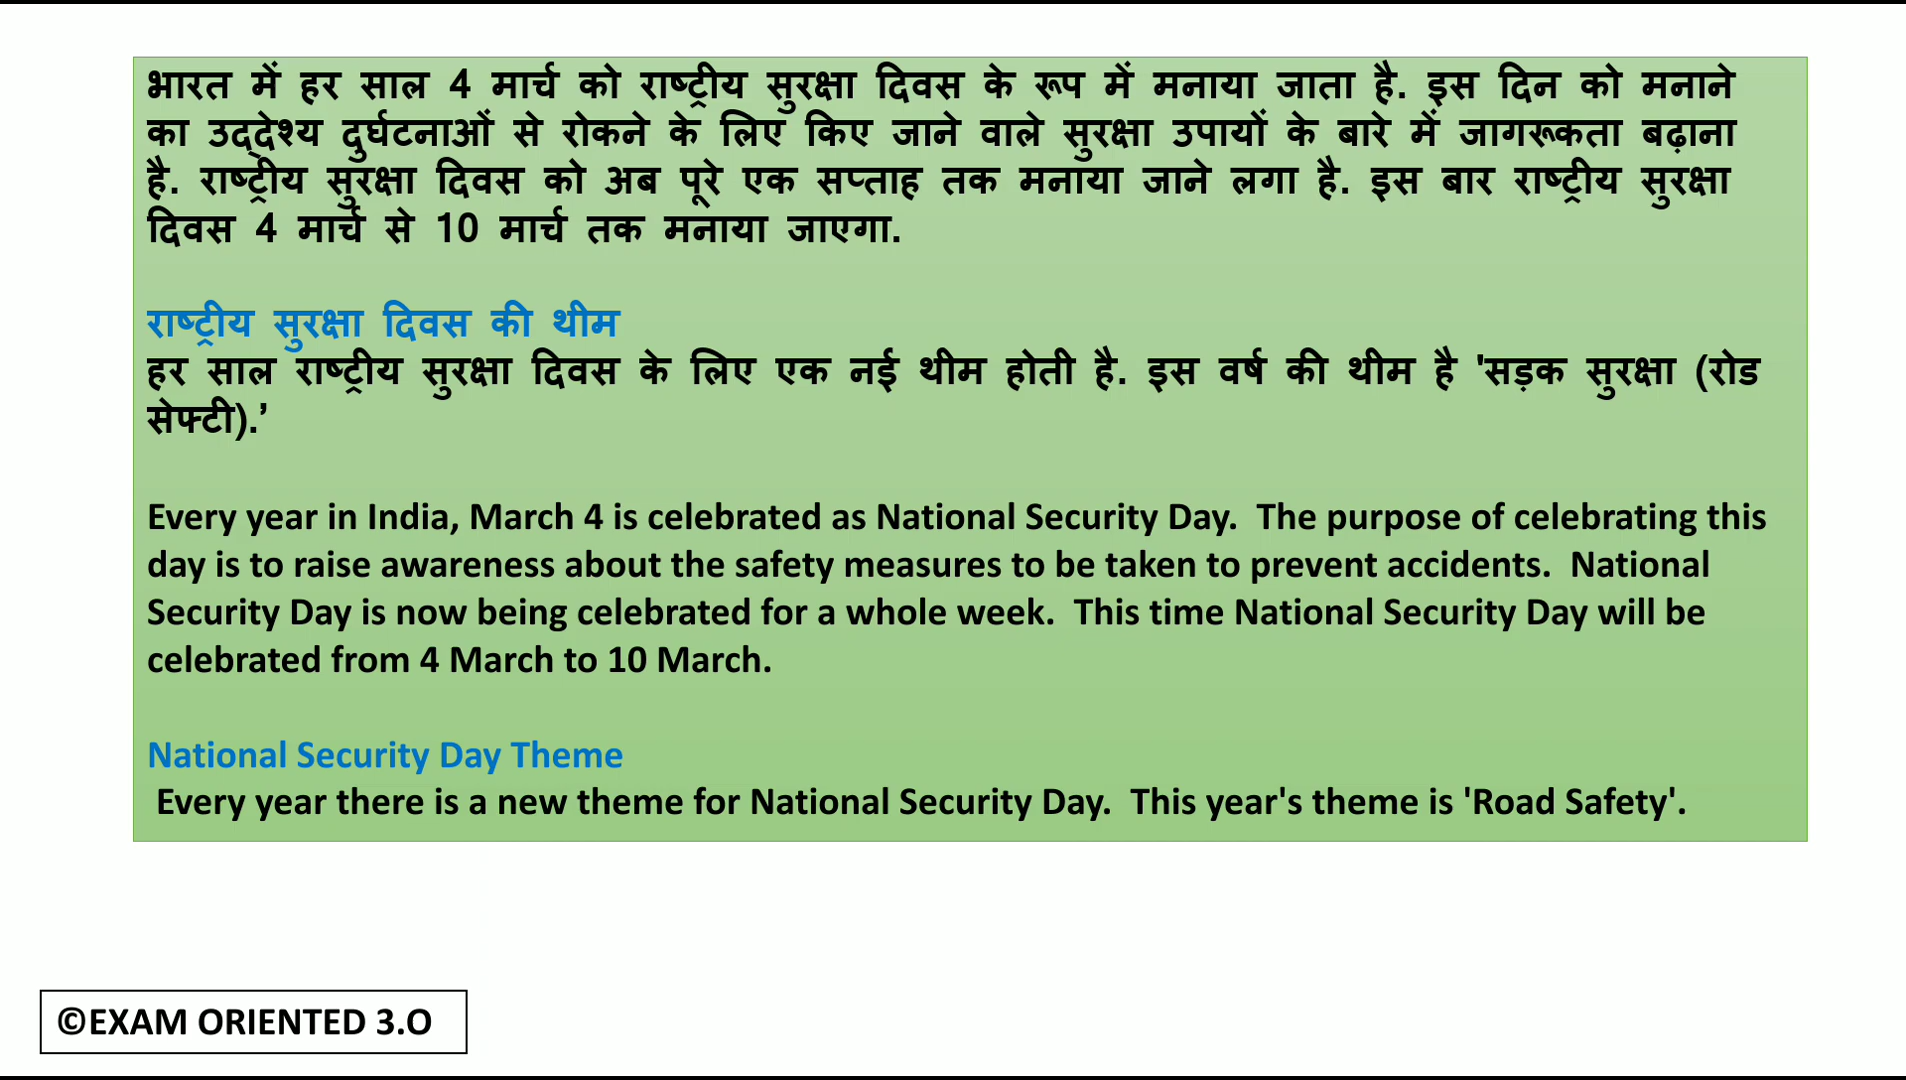 भारत में हर साल 4 मार्च को राष्ट्रीय सुरक्षा दिवस के रूप में मनाया जाता है. इस दिन को मनाने
का उद्देश्य दुर्घटनाओं से रोकने के लिए किए जाने वाले सुरक्षा उपायों के बारे में जागरूकता बढ़ाना
है. राष्ट्रीय सुरक्षा दिवस को अब पूरे एक सप्ताह तक मनाया जाने लगा है. इस बार राष्ट्रीय सुरक्षा
दिवस 4 मार्च से 10 मार्च तक मनाया जाएगा.
राष्ट्रीय सुरक्षा दिवस की थीम
हर साल राष्ट्रीय सुरक्षा दिवस के लिए एक नई थीम होती है. इस वर्ष की थीम है 'सड़क सुरक्षा (रोड
सेफ्टी).’
Every year in India, March 4 is celebrated as National Security Day.  The purpose of celebrating this
day is to raise awareness about the safety measures to be taken to prevent accidents.  National
Security Day is now being celebrated for a whole week.  This time National Security Day will be
celebrated from 4 March to 10 March.
National Security Day Theme
Every year there is a new theme for National Security Day.  This year's theme is 'Road Safety'.
©EXAM ORIENTED 3.O